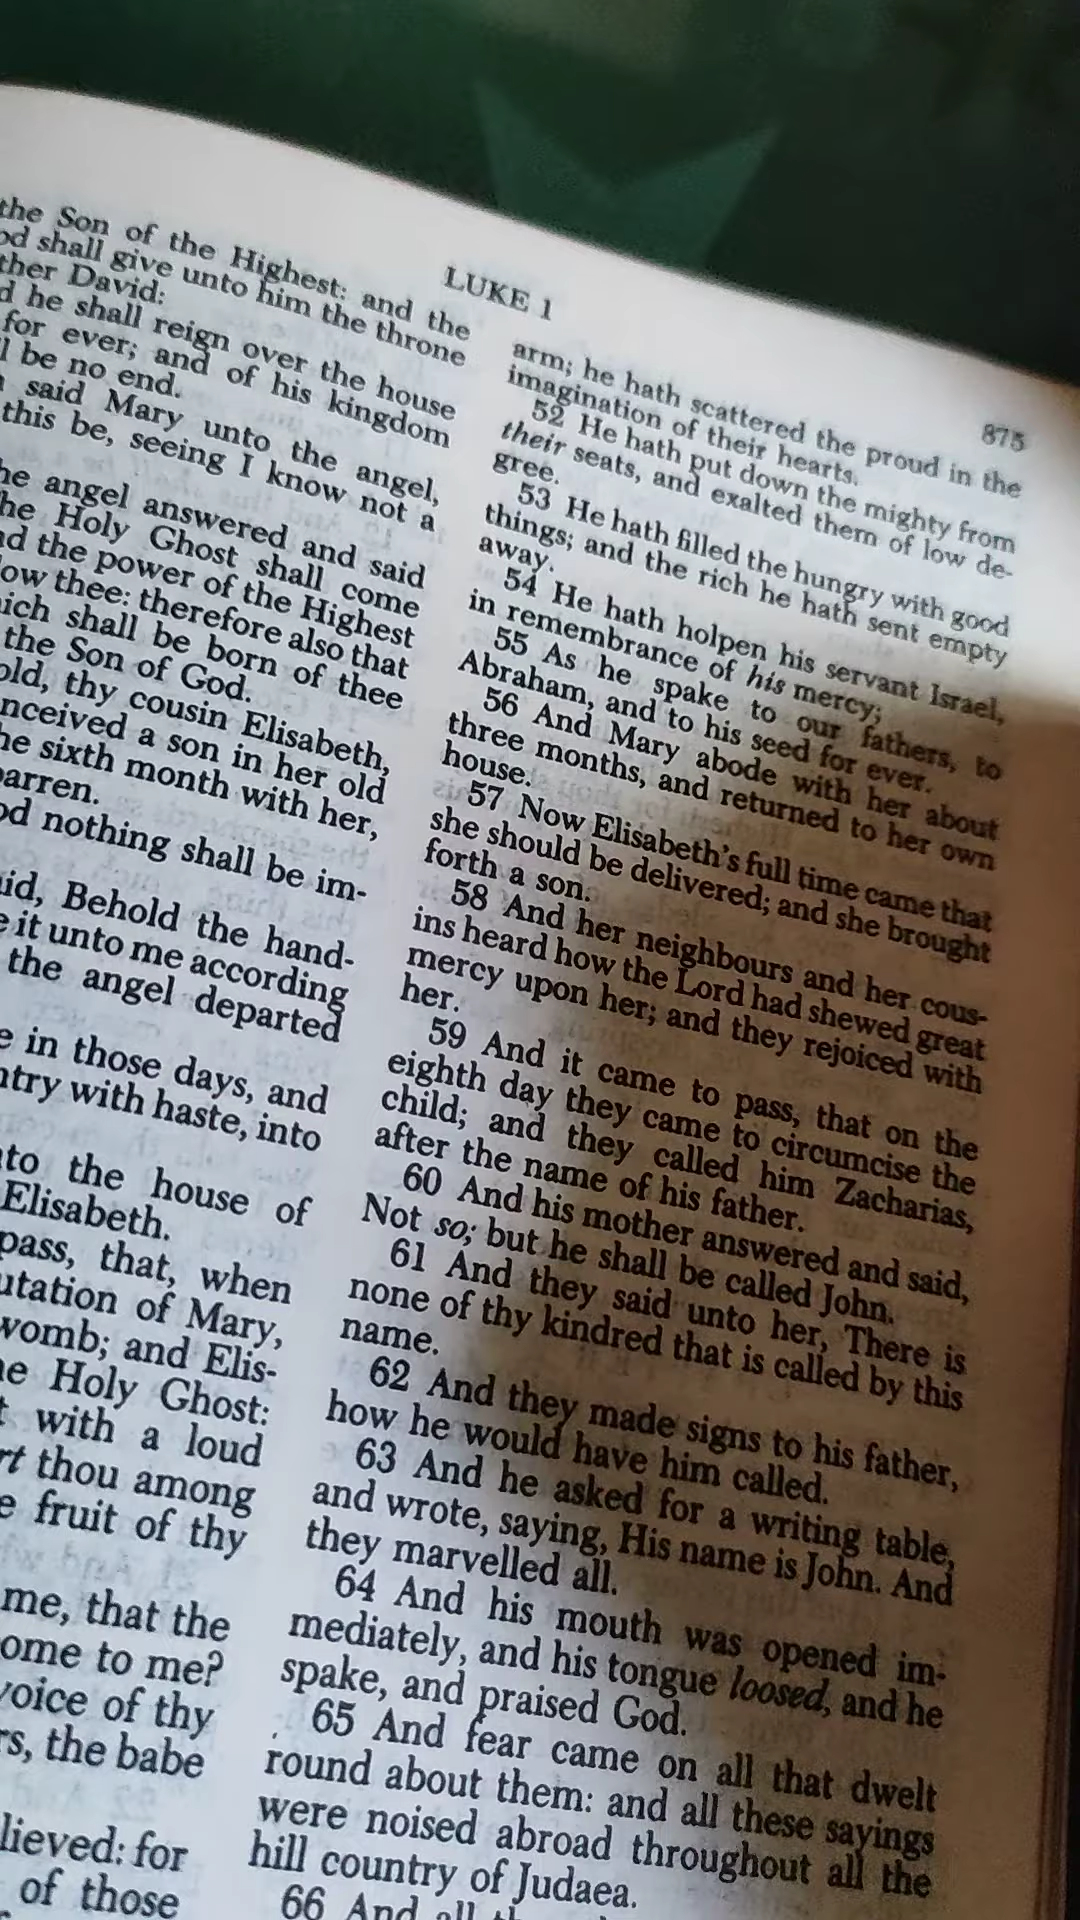 LUKE 1
875
the Son of the Highest: and the
shall give unto him the throne
David:
he shall reign over the house
for ever; and of his kingdom
be no end.
said Mary unto the angel,
this be, seeing I know not a
angel answered and said
Holy Ghost shall come
the power of the Highest
thee: therefore also that
shall be born of thee
the Son of God.
thy cousin Elisabeth,
a son in her old
sixth month with her,
nothing shall be im-
Behold the hand-
it unto me according
the angel departed
in those days, and
with haste, into
the house of
Elisabeth.
pass, that, when
of Mary,
and Elis-
Holy Ghost:
with a loud
thou among
fruit of thy
me, that the
to me?
of thy
the babe
for
of those
arm; he hath scattered the proud in the
imagination of their hearts.
52 He hath put down the mighty from
their seats, and exalted them of low de-
gree.
53 He hath filled the hungry with good
things; and the rich he hath sent empty
away.
54 He hath holpen his servant Israel,
in remembrance of his mercy;
55 As he spake to our fathers, to
Abraham, and to his seed for ever.
56 And Mary abode with her about
three months, and returned to her own
house.
57 Now Elisabeth's full time came that
she should be delivered; and she brought
forth a son.
58 And her neighbours and her cous-
ins heard how the Lord had shewed great
mercy upon her; and they rejoiced with
her.
59 And it came to pass, that on the
eighth day they came to circumcise the
child; and they called him Zacharias,
after the name of his father.
60 And his mother answered and said,
Not so; but he shall be called John.
61 And they said unto her, There is
none of thy kindred that is called by this
name.
62 And they made signs to his father,
how he would have him called.
63 And he asked for a writing table,
and wrote, saying, His name is John. And
they marvelled all.
64 And his mouth was opened im-
mediately, and his tongue loosed, and he
spake, and praised God.
65 And fear came on all that dwelt
round about them: and all these sayings
were noised abroad throughout all the
hill country of Judaea.
66 And all